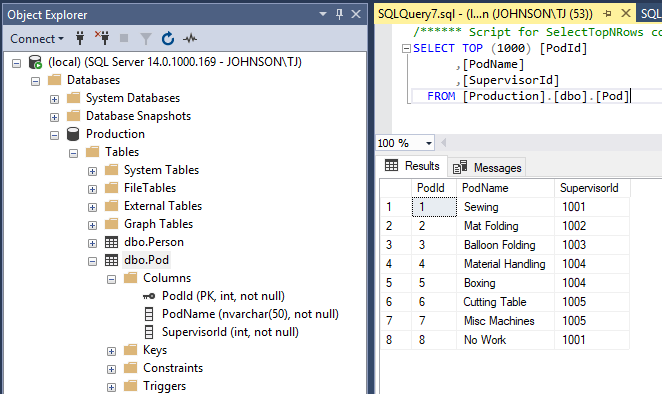 Object Explorer
Connect
(local) (SQL Server 14.0.1000.169 - JOHNSON\TJ)
Databases
System Databases
Database Snapshots
Production
Tables
System Tables
FileTables
External Tables
Graph Tables
dbo.Person
dbo.Pod
Columns
PodId (PK, int, not null)
PodName (nvarchar(50), not null)
SupervisorId (int, not null)
Keys
Constraints
Triggers
SQLQuery7.sql - (l...n (JOHNSON\TJ (53)) SQL
/****** Script for SelectTopNRows co
SELECT TOP (1000) [PodId]
,[PodName]
,[SupervisorId]
FROM [Production].[dbo].[Pod]
100 %
Results Messages
PodId PodName SupervisorId
1 1 Sewing 1001
2 2 Mat Folding 1002
3 3 Balloon Folding 1003
4 4 Material Handling 1004
5 5 Boxing 1004
6 6 Cutting Table 1005
7 7 Misc Machines 1005
8 8 No Work 1001